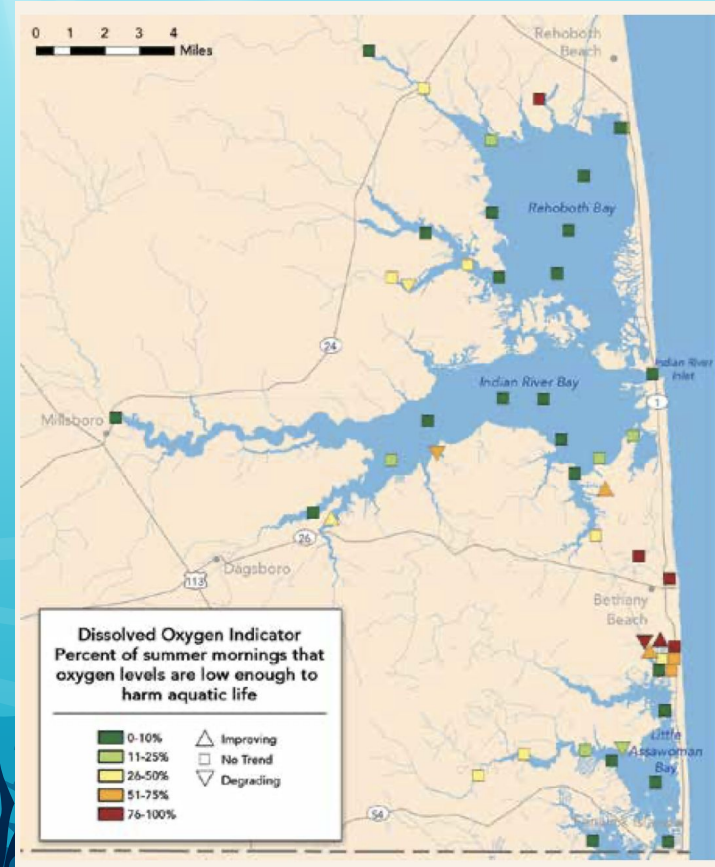 0 1 2 3 4
Miles
Rehoboth
Beach
Rehoboth Bay
24
Indian River
Inlet
Indian River Bay
1
Millsboro
26
Dagsboro
113
Bethany
Beach
Dissolved Oxygen Indicator
Percent of summer mornings that
oxygen levels are low enough to
harm aquatic life
0-10%
11-25%
26-50%
51-75%
76-100%
Improving
No Trend
Degrading
Little
Assawoman
Bay
54